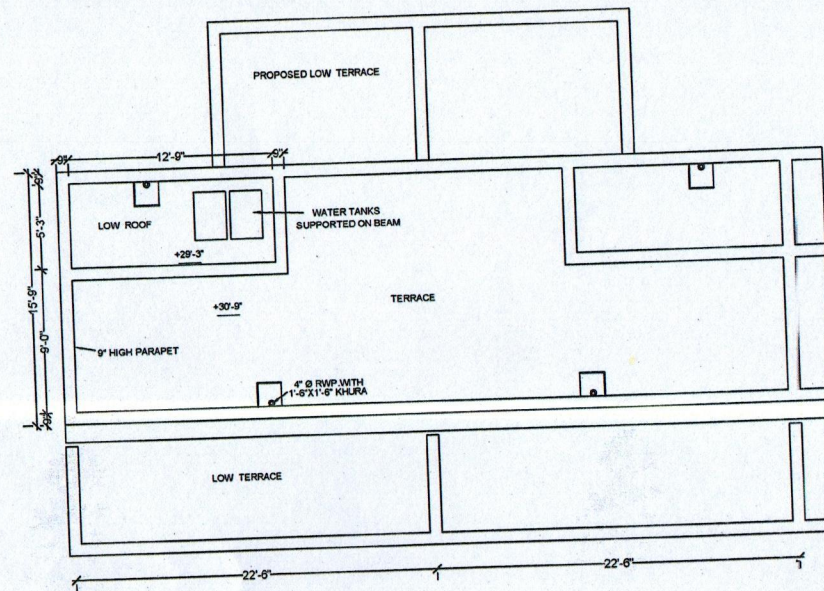 PROPOSED LOW TERRACE
9"
12'-9"
9"
9"
5'-3"
15'-9"
9'-0"
9"
LOW ROOF
WATER TANKS
SUPPORTED ON BEAM
+29'-3"
+30'-9"
TERRACE
9" HIGH PARAPET
4" Ø RWP.WITH
1'-6"X1'-6" KHURA
LOW TERRACE
22'-6"
22'-6"